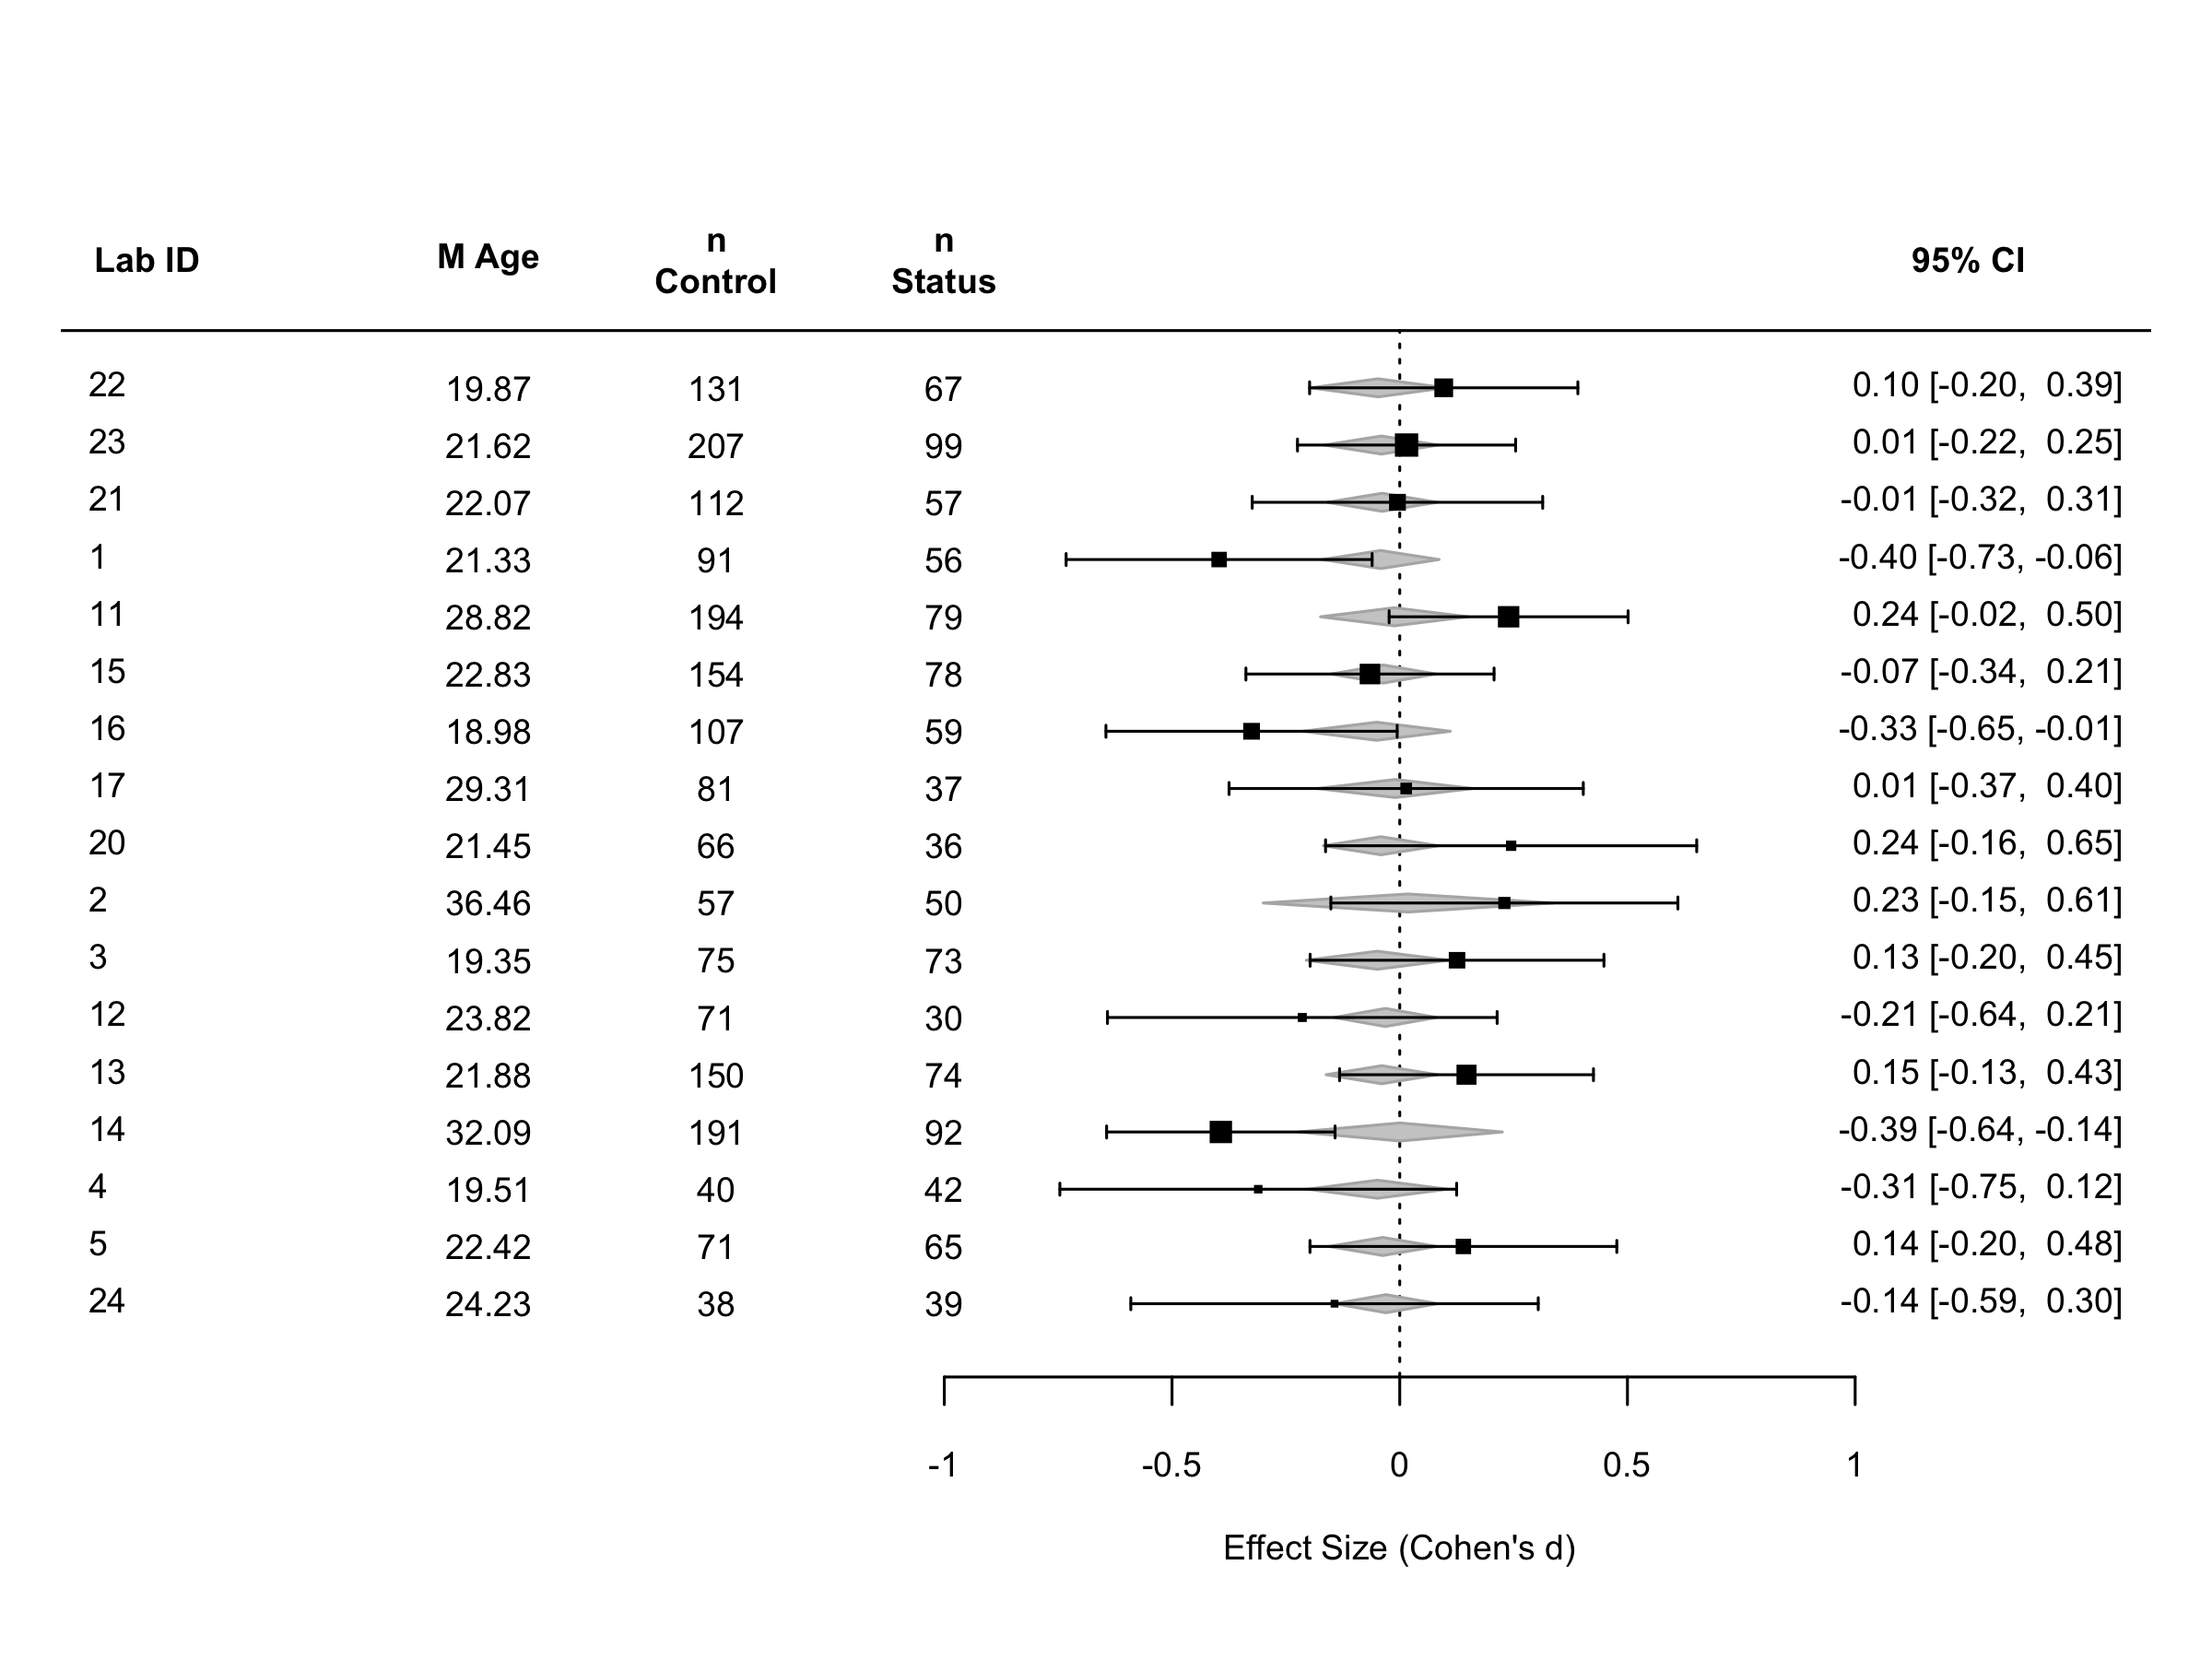 Lab ID M Age n Control n Status 95% CI
22 19.87 131 67 0.10 [-0.20, 0.39]
23 21.62 207 99 0.01 [-0.22, 0.25]
21 22.07 112 57 -0.01 [-0.32, 0.31]
1 21.33 91 56 -0.40 [-0.73, -0.06]
11 28.82 194 79 0.24 [-0.02, 0.50]
15 22.83 154 78 -0.07 [-0.34, 0.21]
16 18.98 107 59 -0.33 [-0.65, -0.01]
17 29.31 81 37 0.01 [-0.37, 0.40]
20 21.45 66 36 0.24 [-0.16, 0.65]
2 36.46 57 50 0.23 [-0.15, 0.61]
3 19.35 75 73 0.13 [-0.20, 0.45]
12 23.82 71 30 -0.21 [-0.64, 0.21]
13 21.88 150 74 0.15 [-0.13, 0.43]
14 32.09 191 92 -0.39 [-0.64, -0.14]
4 19.51 40 42 -0.31 [-0.75, 0.12]
5 22.42 71 65 0.14 [-0.20, 0.48]
24 24.23 38 39 -0.14 [-0.59, 0.30]
-1 -0.5 0 0.5 1
Effect Size (Cohen's d)